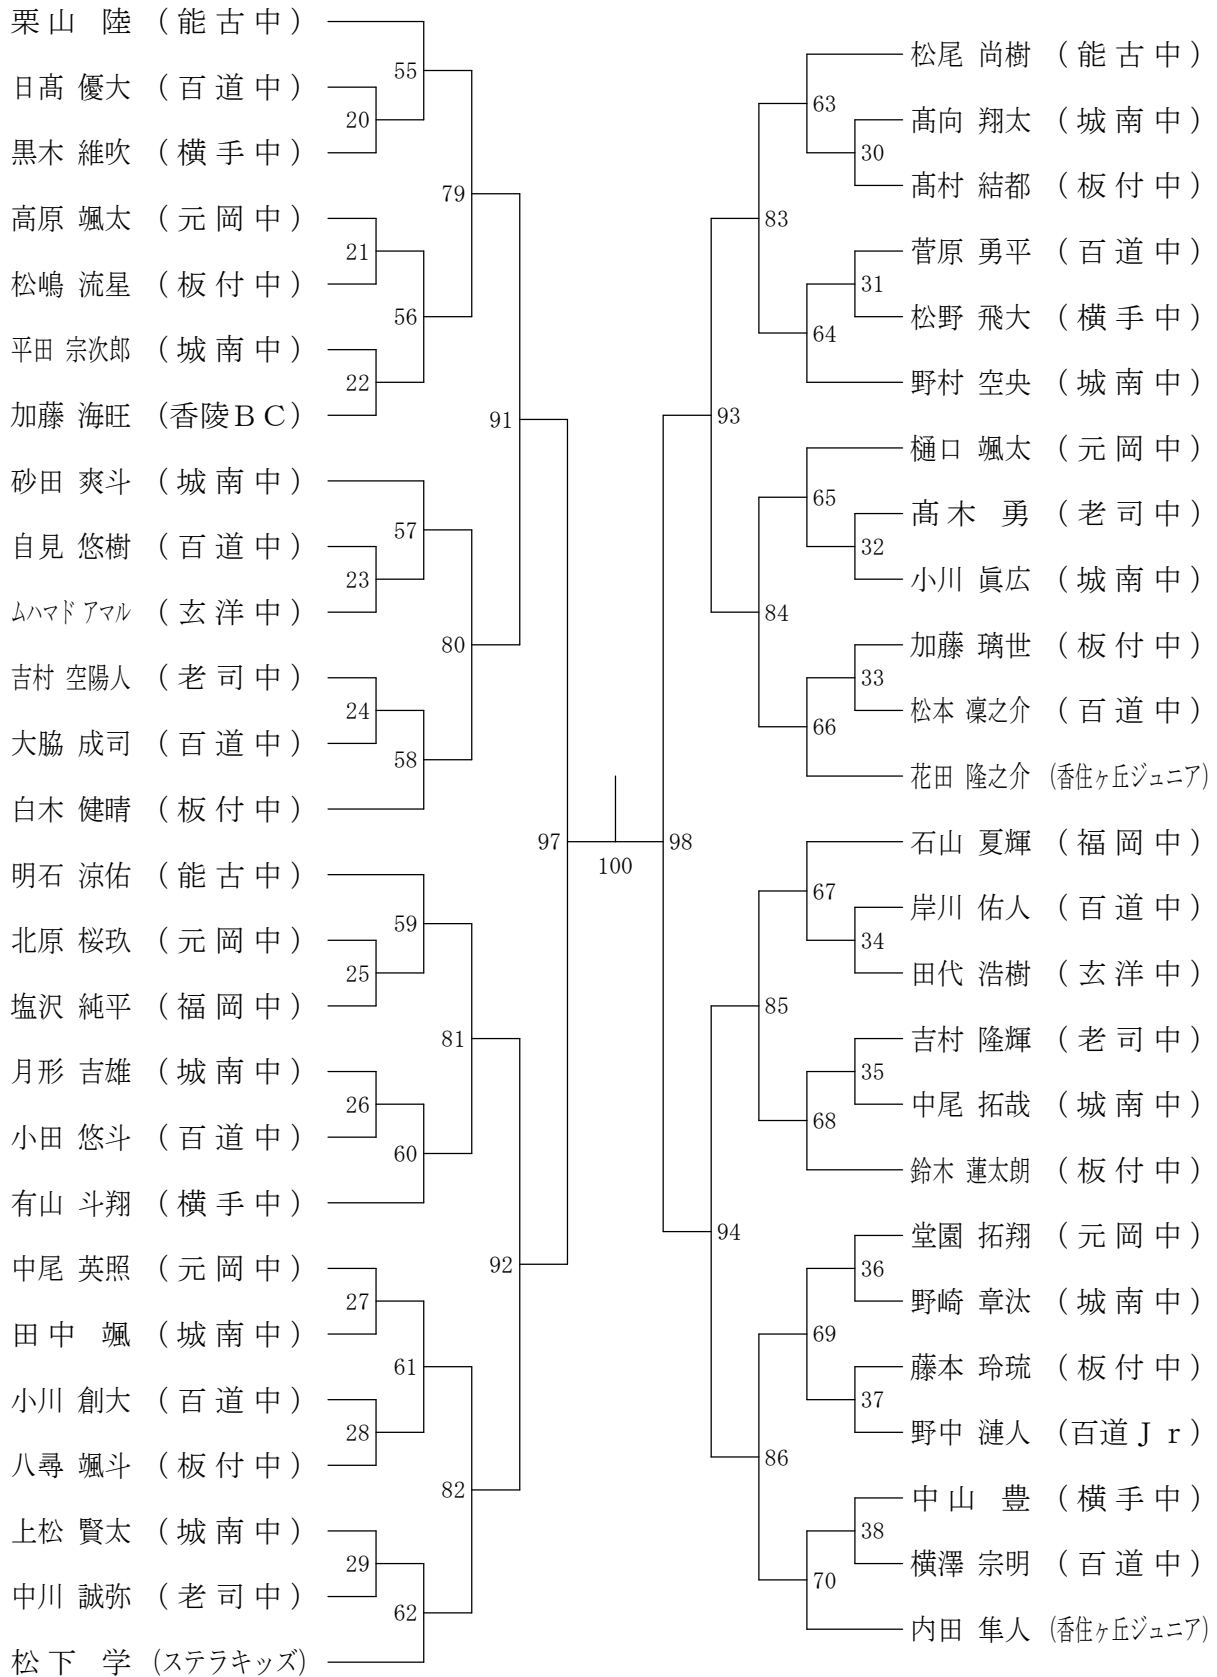 栗山 陸 (能古中)
日髙 優大 (百道中)
黒木 維吹 (横手中)
高原 颯太 (元岡中)
松嶋 流星 (板付中)
平田 宗次郎 (城南中)
加藤 海旺 (香陵BC)
砂田 爽斗 (城南中)
自見 悠樹 (百道中)
ムハマド アマル (玄洋中)
吉村 空陽人 (老司中)
大脇 成司 (百道中)
白木 健晴 (板付中)
明石 涼佑 (能古中)
北原 桜玖 (元岡中)
塩沢 純平 (福岡中)
月形 吉雄 (城南中)
小田 悠斗 (百道中)
有山 斗翔 (横手中)
中尾 英照 (元岡中)
田中 颯 (城南中)
小川 創大 (百道中)
八尋 颯斗 (板付中)
上松 賢太 (城南中)
中川 誠弥 (老司中)
松下 学 (ステラキッズ)
20
21
22
23
24
25
26
27
28
29
55
56
57
58
59
60
61
62
79
80
81
82
91
92
97
100
98
93
94
83
84
85
86
63
64
65
66
67
68
69
70
30
31
32
33
34
35
36
37
38
松尾 尚樹 (能古中)
髙向 翔太 (城南中)
髙村 結都 (板付中)
菅原 勇平 (百道中)
松野 飛大 (横手中)
野村 空央 (城南中)
樋口 颯太 (元岡中)
髙木 勇 (老司中)
小川 眞広 (城南中)
加藤 璃世 (板付中)
松本 凜之介 (百道中)
花田 隆之介 (香住ヶ丘ジュニア)
石山 夏輝 (福岡中)
岸川 佑人 (百道中)
田代 浩樹 (玄洋中)
吉村 隆輝 (老司中)
中尾 拓哉 (城南中)
鈴木 蓮太朗 (板付中)
堂園 拓翔 (元岡中)
野崎 章汰 (城南中)
藤本 玲琉 (板付中)
野中 漣人 (百道Jr)
中山 豊 (横手中)
横澤 宗明 (百道中)
内田 隼人 (香住ヶ丘ジュニア)